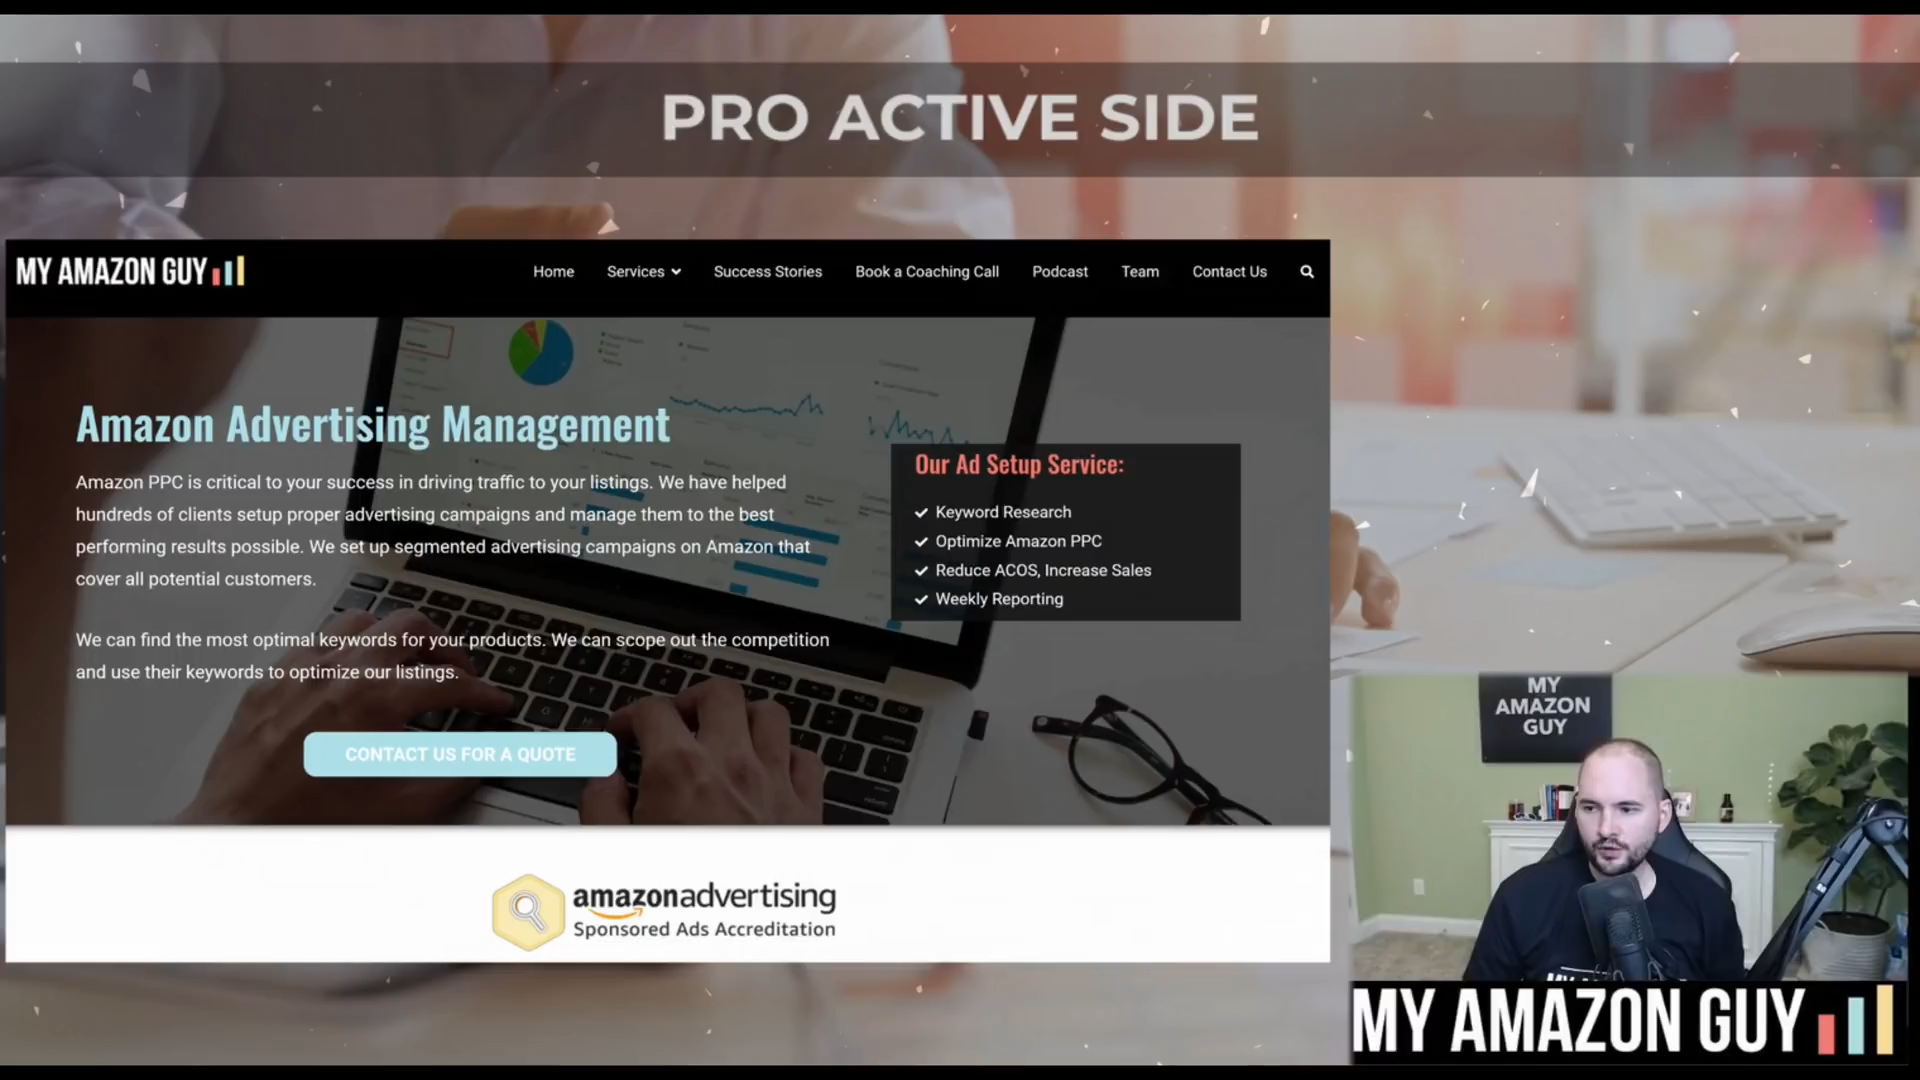 PRO ACTIVE SIDE
MY AMAZON GUY
Home Services Success Stories Book a Coaching Call Podcast Team Contact Us
Amazon Advertising Management
Amazon PPC is critical to your success in driving traffic to your listings. We have helped
hundreds of clients setup proper advertising campaigns and manage them to the best
performing results possible. We set up segmented advertising campaigns on Amazon that
cover all potential customers.
We can find the most optimal keywords for your products. We can scope out the competition
and use their keywords to optimize our listings.
CONTACT US FOR A QUOTE
Our Ad Setup Service:
Keyword Research
Optimize Amazon PPC
Reduce ACOS, Increase Sales
Weekly Reporting
amazonadvertising
Sponsored Ads Accreditation
MY
AMAZON
GUY
MY AMAZON GUY